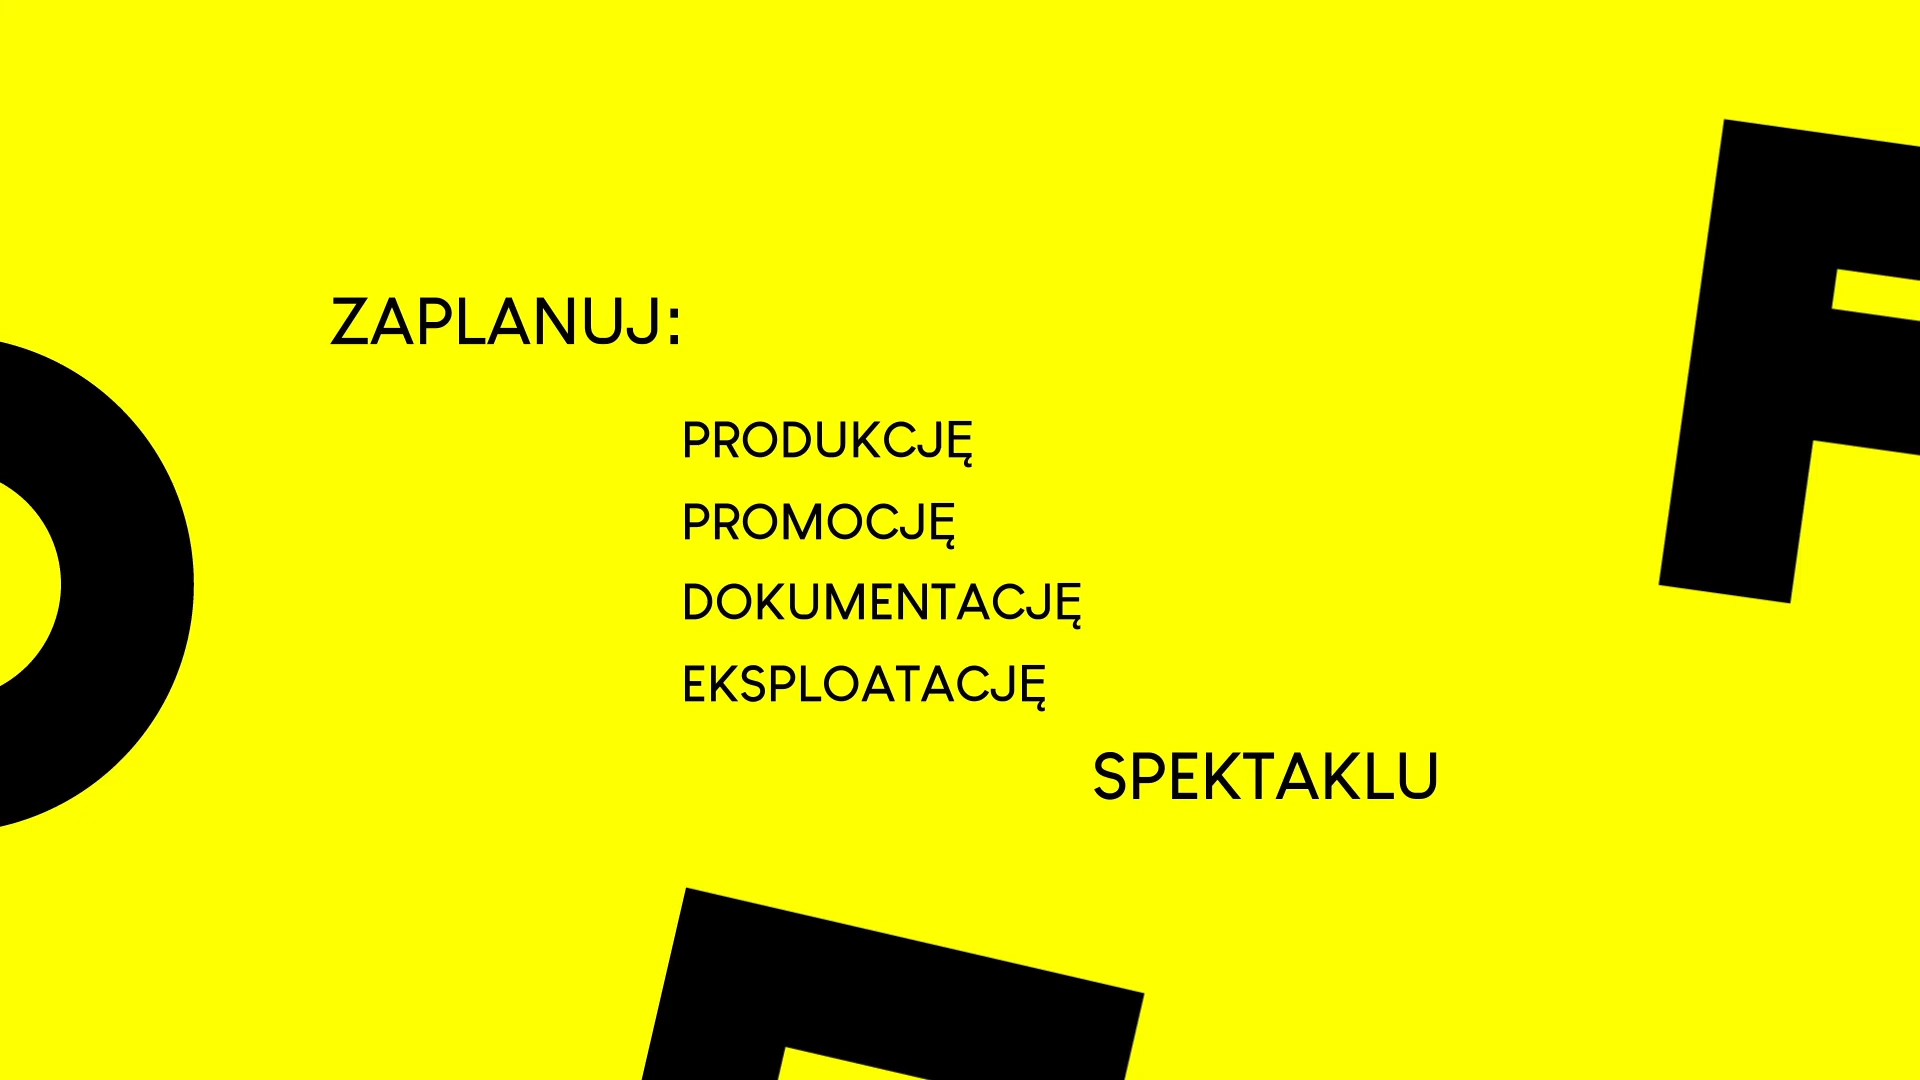 ZAPLANUJ:
PRODUKCJĘ
PROMOCJĘ
DOKUMENTACJĘ
EKSPLOATACJĘ
SPEKTAKLU